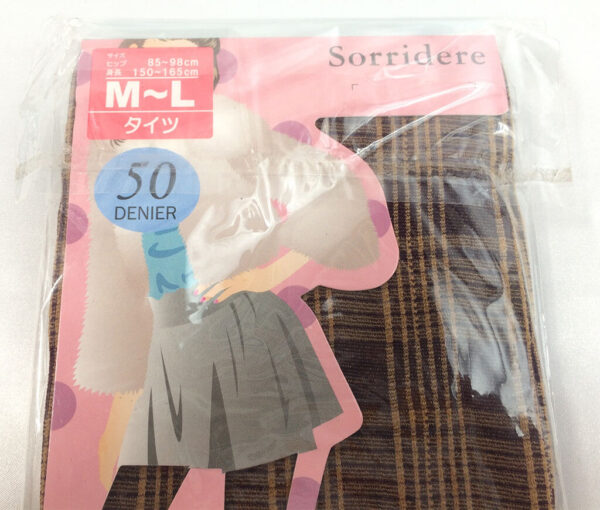 サイズ
ヒップ 85~98cm
身長 150~165cm
M~L
タイツ
50
DENIER
Sorridere